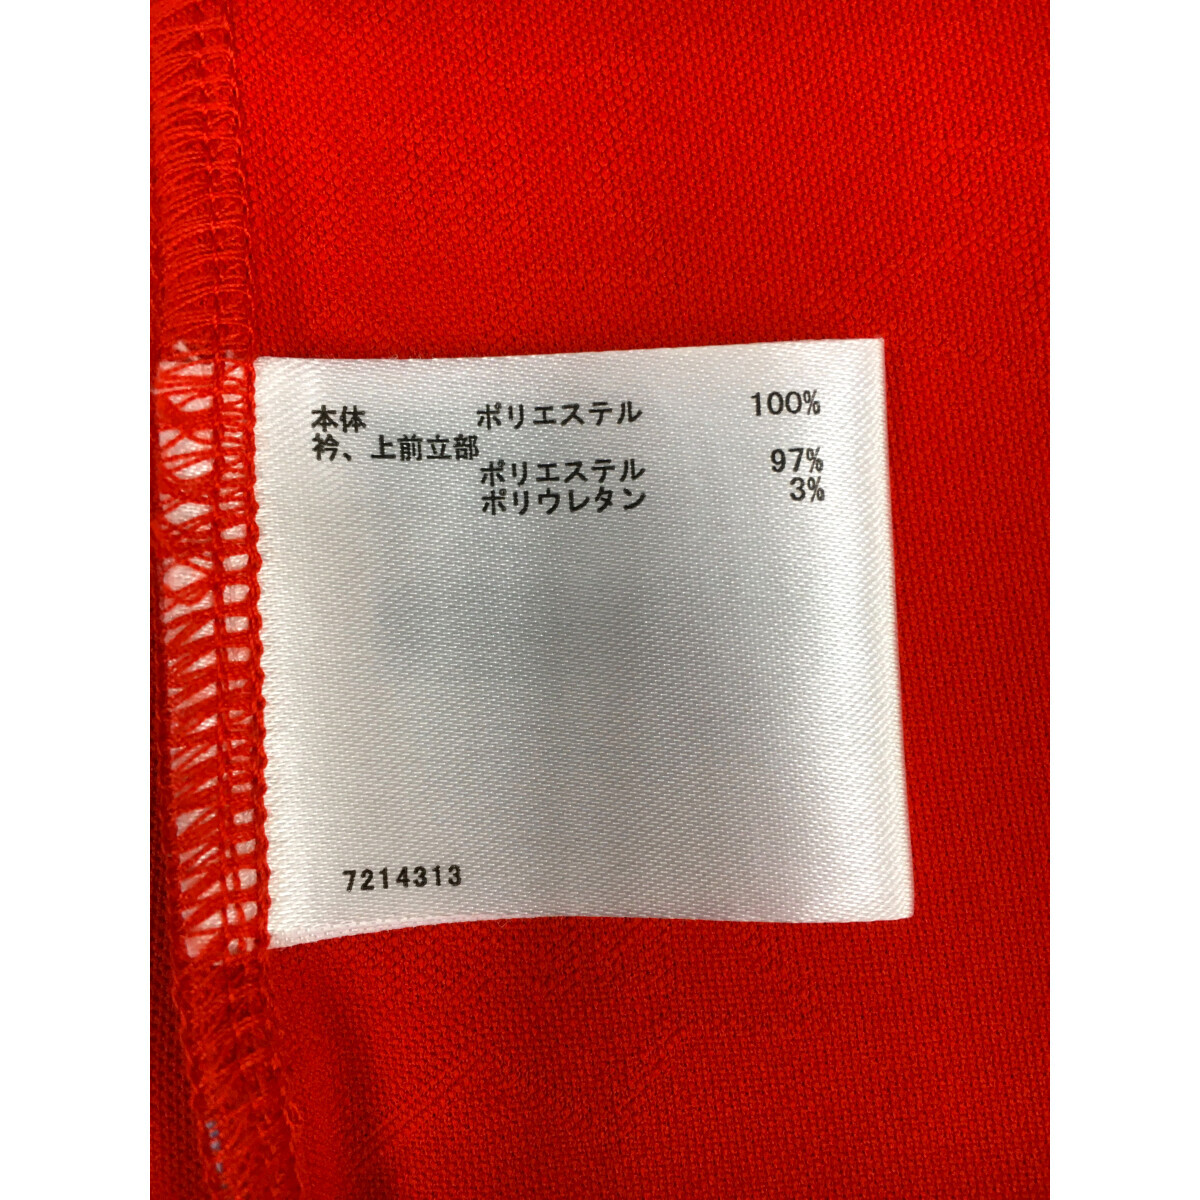 本体 ポリエステル 100%
衿、上前立部
ポリエステル 97%
ポリウレタン 3%
7214313